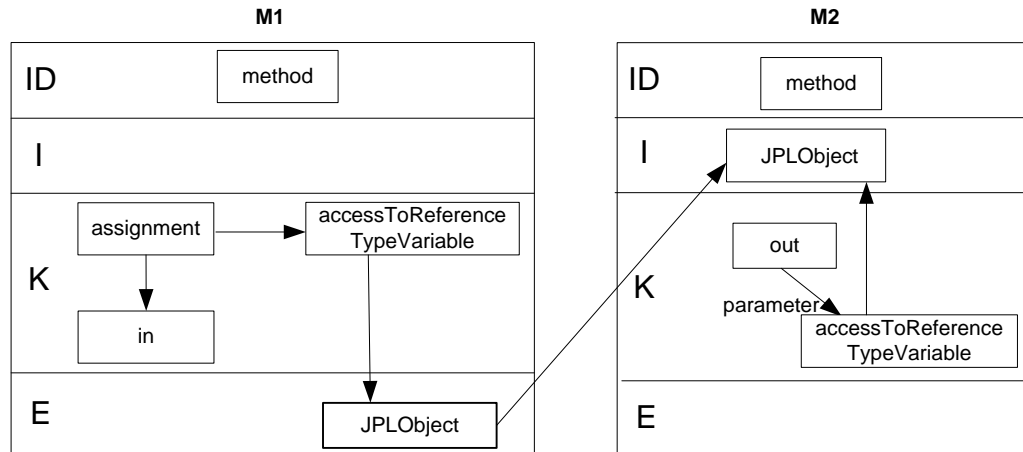 M1
M2
ID
method
I
K
assignment
accessToReference
TypeVariable
in
E
JPLObject
ID
method
I
JPLObject
K
out
parameter
accessToReference
TypeVariable
E